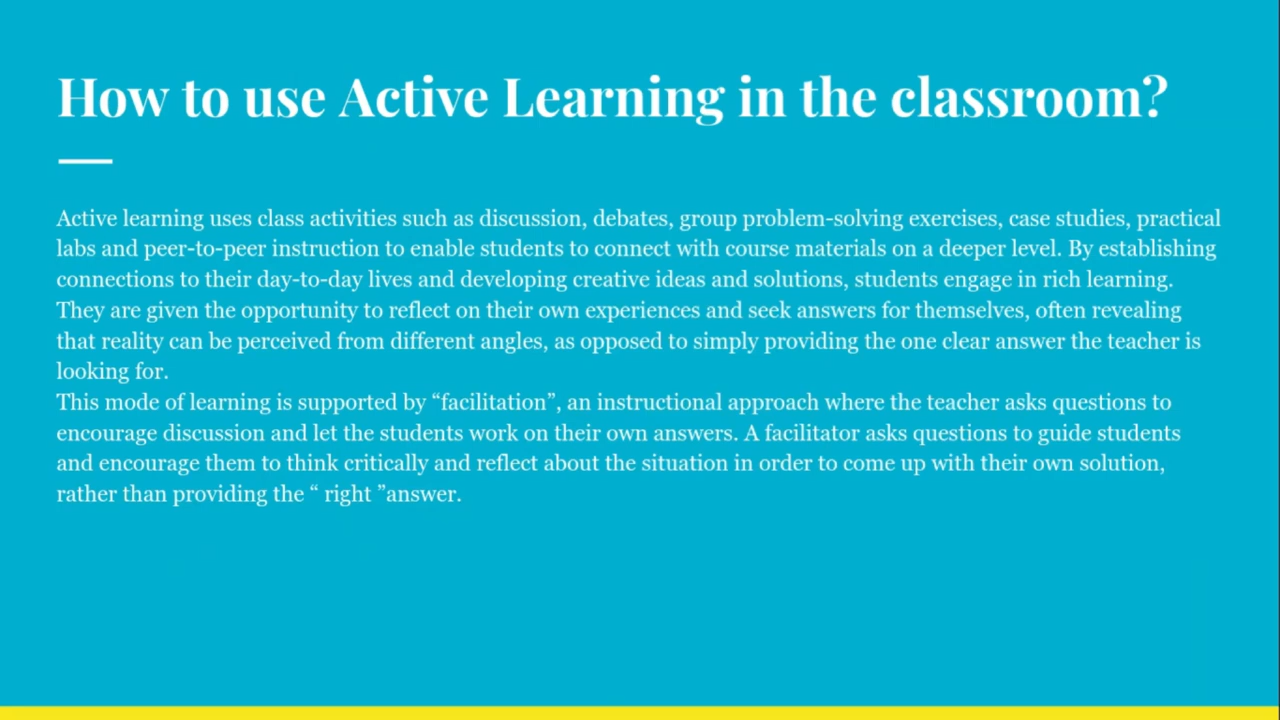 How to use Active Learning in the classroom?
Active learning uses class activities such as discussion, debates, group problem-solving exercises, case studies, practical
labs and peer-to-peer instruction to enable students to connect with course materials on a deeper level. By establishing
connections to their day-to-day lives and developing creative ideas and solutions, students engage in rich learning.
They are given the opportunity to reflect on their own experiences and seek answers for themselves, often revealing
that reality can be perceived from different angles, as opposed to simply providing the one clear answer the teacher is
looking for.
This mode of learning is supported by “facilitation”, an instructional approach where the teacher asks questions to
encourage discussion and let the students work on their own answers. A facilitator asks questions to guide students
and encourage them to think critically and reflect about the situation in order to come up with their own solution,
rather than providing the “ right ”answer.